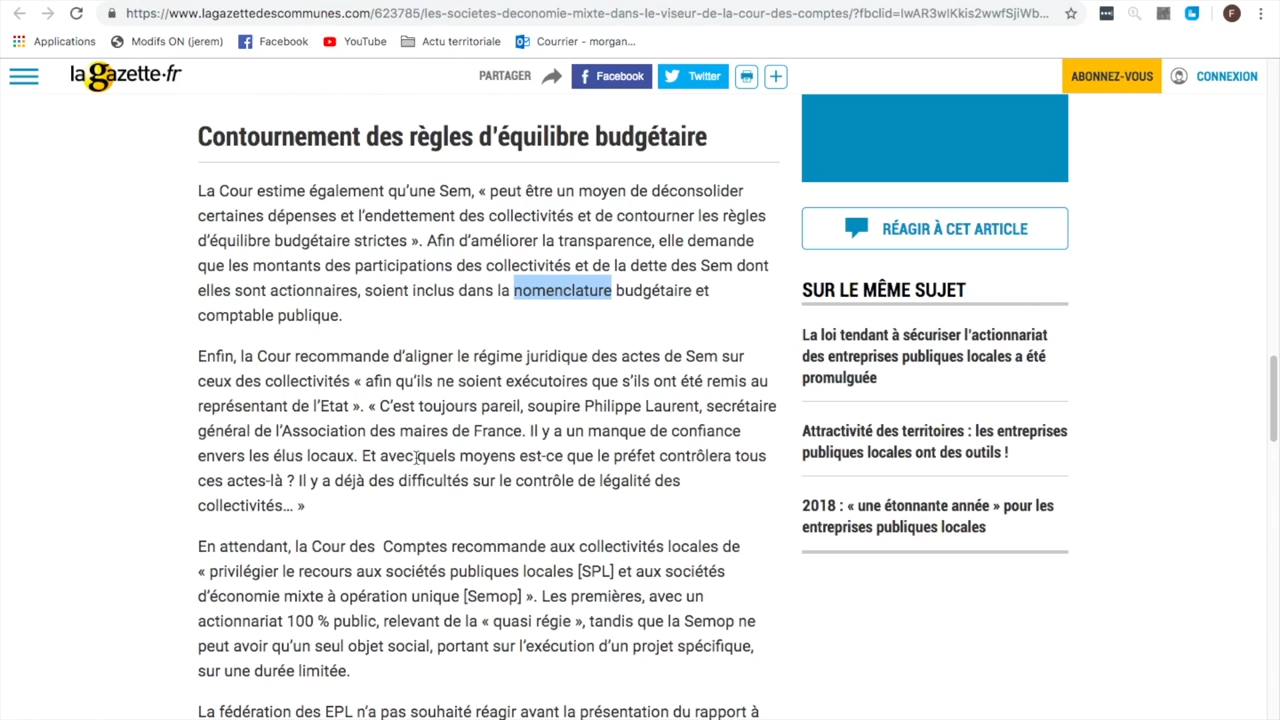 https://www.lagazettedescommunes.com/623785/les-societes-deconomie-mixte-dans-le-viseur-de-la-cour-des-comptes/?fbclid=IwAR3wIKkis2wwfSjiWb...
F
Applications
Modifs ON (jerem)
Facebook
YouTube
Actu territoriale
Courrier - morgan...
la gazette.fr
PARTAGER
Facebook
Twitter
ABONNEZ-VOUS
CONNEXION
Contournement des règles d'équilibre budgétaire
La Cour estime également qu'une Sem, « peut être un moyen de déconsolider
certaines dépenses et l'endettement des collectivités et de contourner les règles
d'équilibre budgétaire strictes ». Afin d'améliorer la transparence, elle demande
que les montants des participations des collectivités et de la dette des Sem dont
elles sont actionnaires, soient inclus dans la nomenclature budgétaire et
comptable publique.
Enfin, la Cour recommande d'aligner le régime juridique des actes de Sem sur
ceux des collectivités « afin qu'ils ne soient exécutoires que s'ils ont été remis au
représentant de l'Etat ». « C'est toujours pareil, soupire Philippe Laurent, secrétaire
général de l'Association des maires de France. Il y a un manque de confiance
envers les élus locaux. Et avec quels moyens est-ce que le préfet contrôlera tous
ces actes-là ? Il y a déjà des difficultés sur le contrôle de légalité des
collectivités... »
En attendant, la Cour des  Comptes recommande aux collectivités locales de
« privilégier le recours aux sociétés publiques locales [SPL] et aux sociétés
d'économie mixte à opération unique [Semop] ». Les premières, avec un
actionnariat 100 % public, relevant de la « quasi régie », tandis que la Semop ne
peut avoir qu'un seul objet social, portant sur l'exécution d'un projet spécifique,
sur une durée limitée.
La fédération des EPL n'a pas souhaité réagir avant la présentation du rapport à
RÉAGIR À CET ARTICLE
SUR LE MÊME SUJET
La loi tendant à sécuriser l'actionnariat
des entreprises publiques locales a été
promulguée
Attractivité des territoires : les entreprises
publiques locales ont des outils !
2018 : « une étonnante année » pour les
entreprises publiques locales